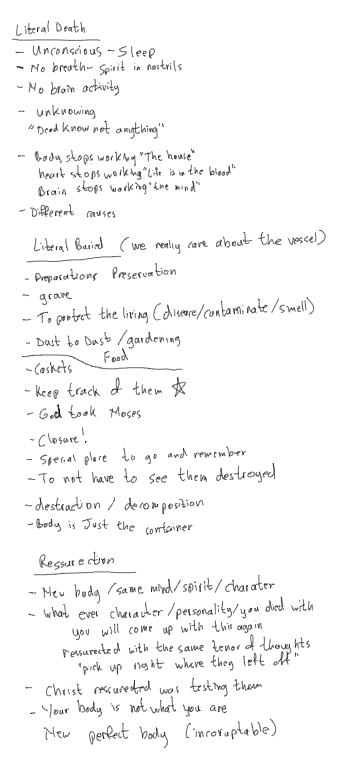 Literal Death
- Unconscious - Sleep
- No breath - Spirit in nostrils
- No brain activity
- unknowing
"Dead know not anything"
- Body stops working "The house"
heart stops working "Life is in the blood"
Brain stops working "the mind"
- Different causes
Literal Buried (we really care about the vessel)
- Preparations Preservation
- grave
- To protect the living (disease/contaminate/smell)
- Dust to Dust / gardening
Food
- Caskets
- Keep track of them ☆
- God took Moses
- Closure!
- Special place to go and remember
- To not have to see them destroyed
- destraction / decomposition
- Body is Just the container
Ressurection
- New body / same mind/spirit/charater
- What ever character/personality/you died with
you will come up with this again
ressurected with the same tenor of thoughts
"pick up right where they left off"
- Christ ressureted was testing them
- Your body is not what you are
New perfect body (incoruptable)